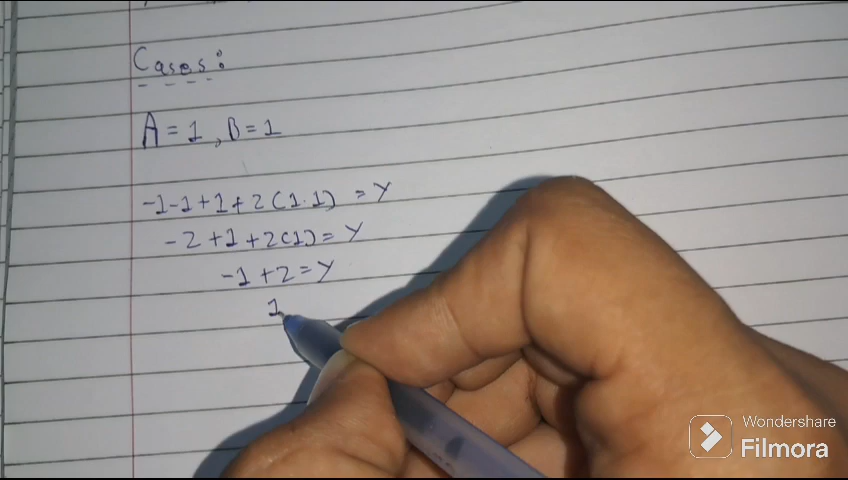 Cases:
A = 1, B = 1
-1-1+1+2(1.1) = Y
-2+1+2(1) = Y
-1+2 = Y
1
Wondershare
Filmora